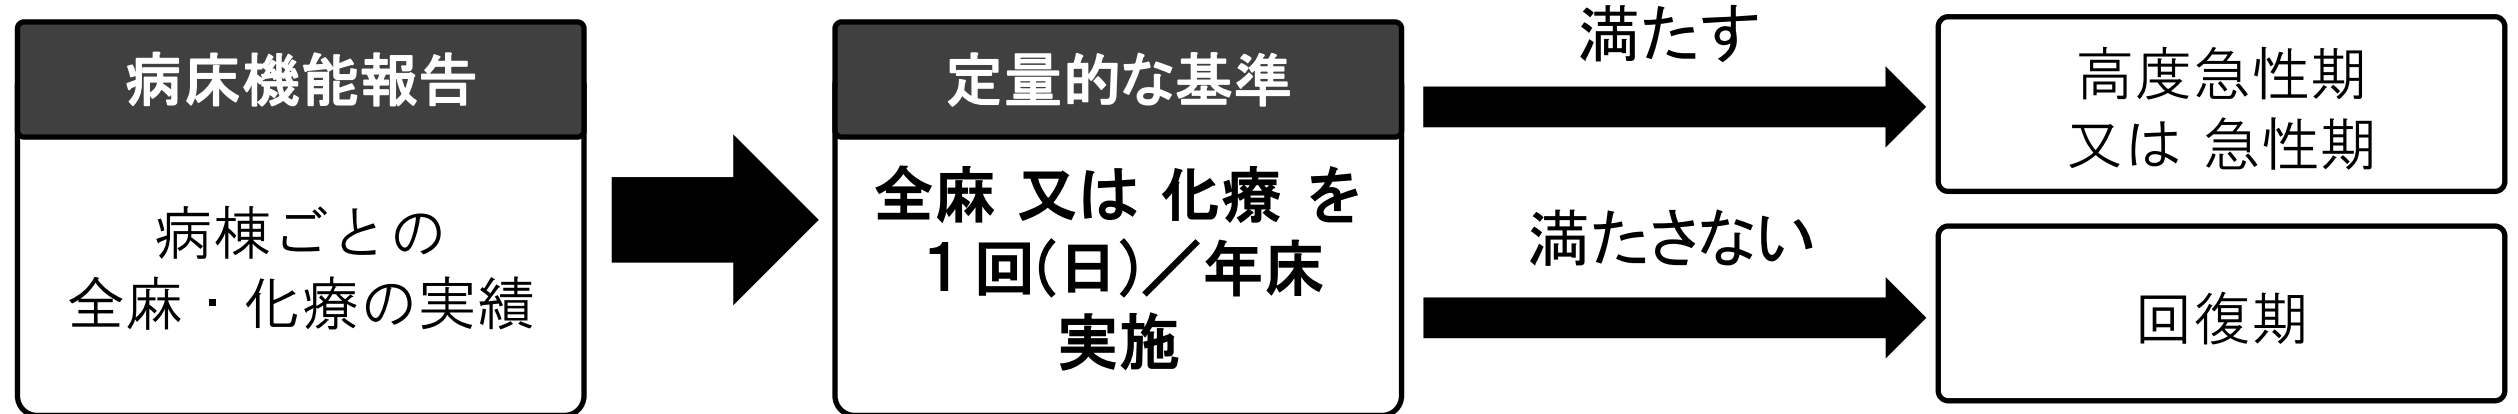 病床機能報告
病棟ごとの
全麻・化療の実績
定量的な基準
全麻 又は 化療 を
1回(日)／年度
実施
満たす
高度急性期
又は 急性期
満たさない
回復期